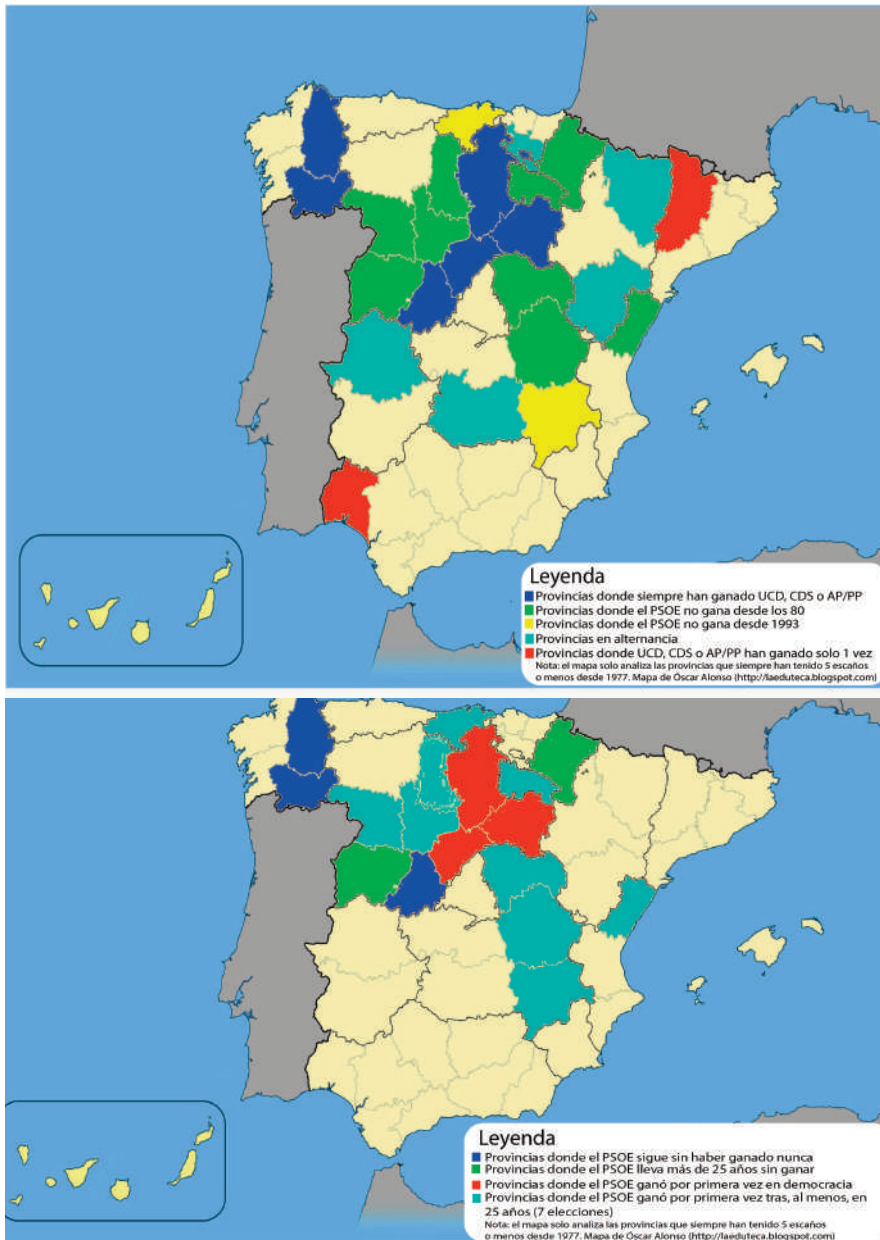 Leyenda
Provincias donde siempre han ganado UCD, CDS o AP/PP
Provincias donde el PSOE no gana desde los 80
Provincias donde el PSOE no gana desde 1993
Provincias en alternancia
Provincias donde UCD, CDS o AP/PP han ganado solo 1 vez
Nota: el mapa solo analiza las provincias que siempre han tenido 5 escaños
o menos desde 1977. Mapa de Óscar Alonso (http://laeduteca.blogspot.com)
Leyenda
Provincias donde el PSOE sigue sin haber ganado nunca
Provincias donde el PSOE lleva más de 25 años sin ganar
Provincias donde el PSOE ganó por primera vez en democracia
Provincias donde el PSOE ganó por primera vez tras, al menos, en
25 años (7 elecciones)
Nota: el mapa solo analiza las provincias que siempre han tenido 5 escaños
o menos desde 1977. Mapa de Óscar Alonso (http://laeduteca.blogspot.com)